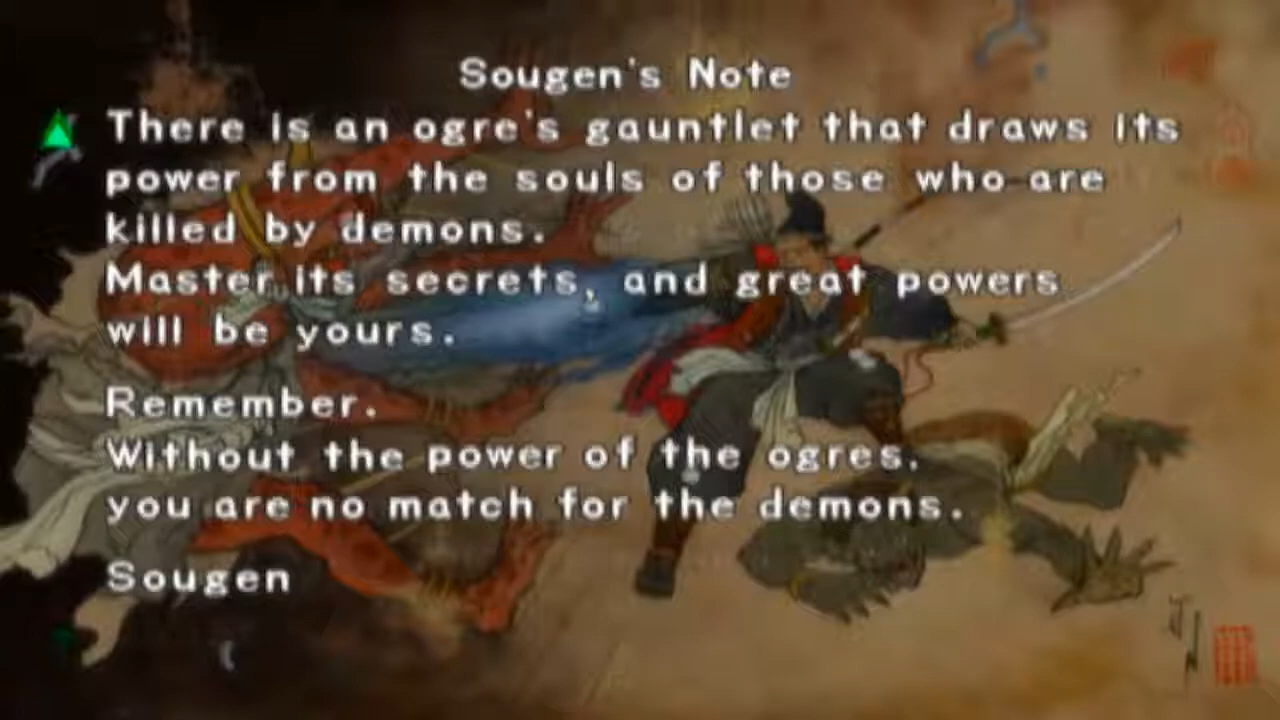 Sougen's Note
There is an ogre's gauntlet that draws its
power from the souls of those who are
killed by demons.
Master its secrets, and great powers
will be yours.
Remember.
Without the power of the ogres.
you are no match for the demons.
Sougen